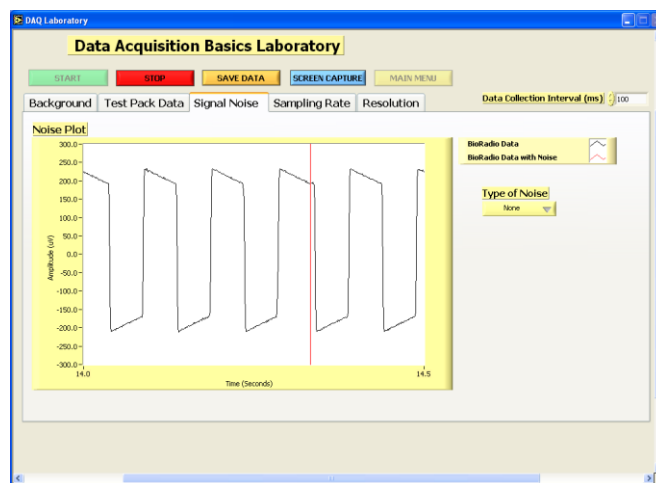 DAQ Laboratory
Data Acquisition Basics Laboratory
START STOP SAVE DATA SCREEN CAPTURE MAIN MENU
Background Test Pack Data Signal Noise Sampling Rate Resolution
Data Collection Interval (ms) 100
Noise Plot
BioRadio Data
BioRadio Data with Noise
Type of Noise
None
Amplitude (uV)
300.0
250.0
200.0
150.0
100.0
50.0
0.0
-50.0
-100.0
-150.0
-200.0
-250.0
-300.0
14.0 14.5
Time (Seconds)